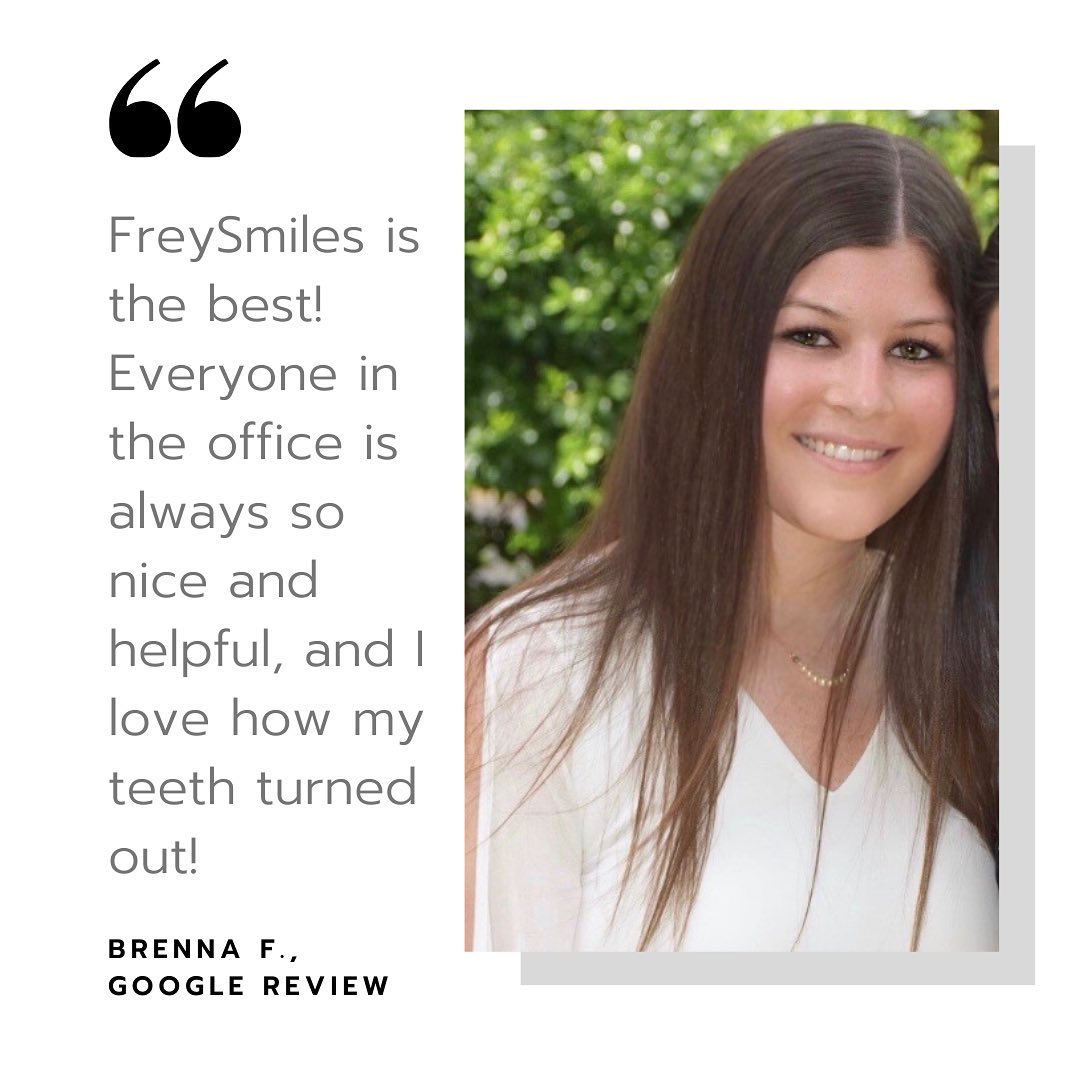 “
FreySmiles is
the best!
Everyone in
the office is
always so
nice and
helpful, and I
love how my
teeth turned
out!
BRENNA F.,
GOOGLE REVIEW